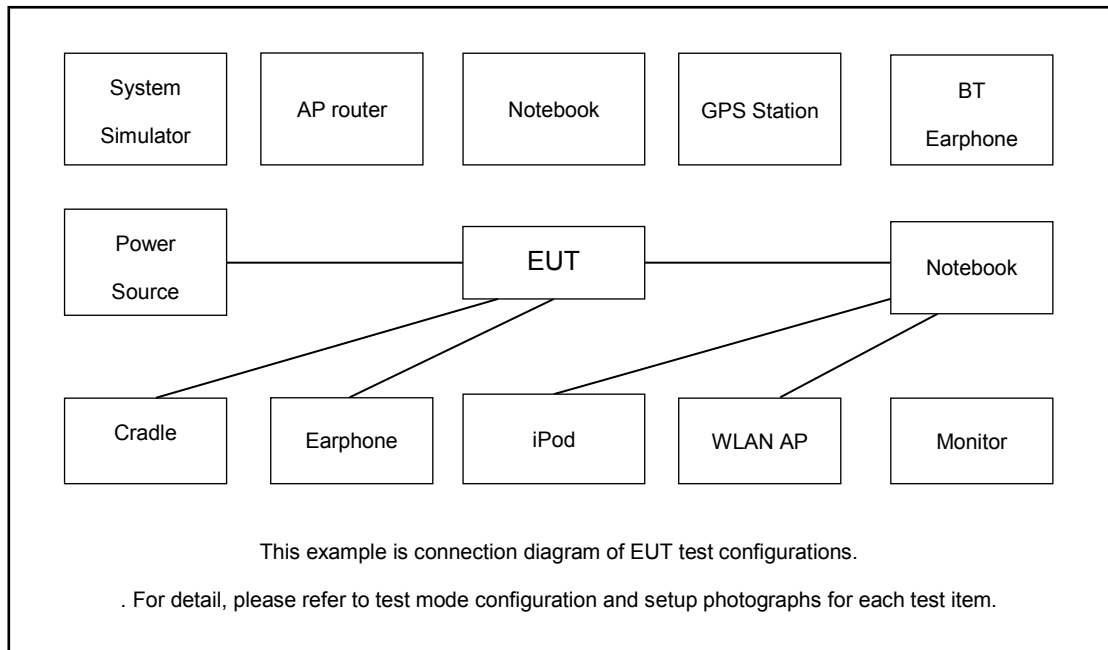 System
Simulator
AP router
Notebook
GPS Station
BT
Earphone
Power
Source
EUT
Notebook
Cradle
Earphone
iPod
WLAN AP
Monitor
This example is connection diagram of EUT test configurations.
. For detail, please refer to test mode configuration and setup photographs for each test item.